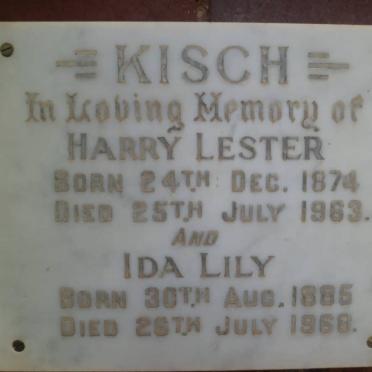 KISCH
In Loving Memory of
HARRY LESTER
BORN 24TH DEC. 1874
DIED 25TH JULY 1963.
AND
IDA LILY
BORN 30TH AUG. 1885
DIED 26TH JULY 1968.